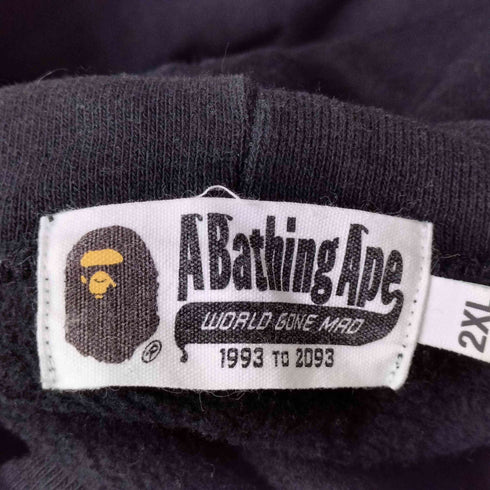 A Bathing Ape
WORLD GONE MAD
1993 TO 2093
®
2XL